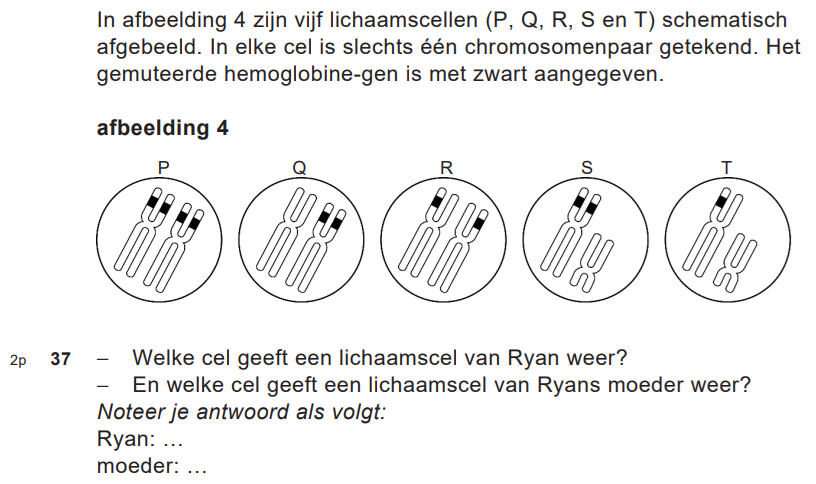 In afbeelding 4 zijn vijf lichaamscellen (P, Q, R, S en T) schematisch
afgebeeld. In elke cel is slechts één chromosomenpaar getekend. Het
gemuteerde hemoglobine-gen is met zwart aangegeven.
afbeelding 4
P Q R S T
2p 37 – Welke cel geeft een lichaamscel van Ryan weer?
– En welke cel geeft een lichaamscel van Ryans moeder weer?
Noteer je antwoord als volgt:
Ryan: …
moeder: …